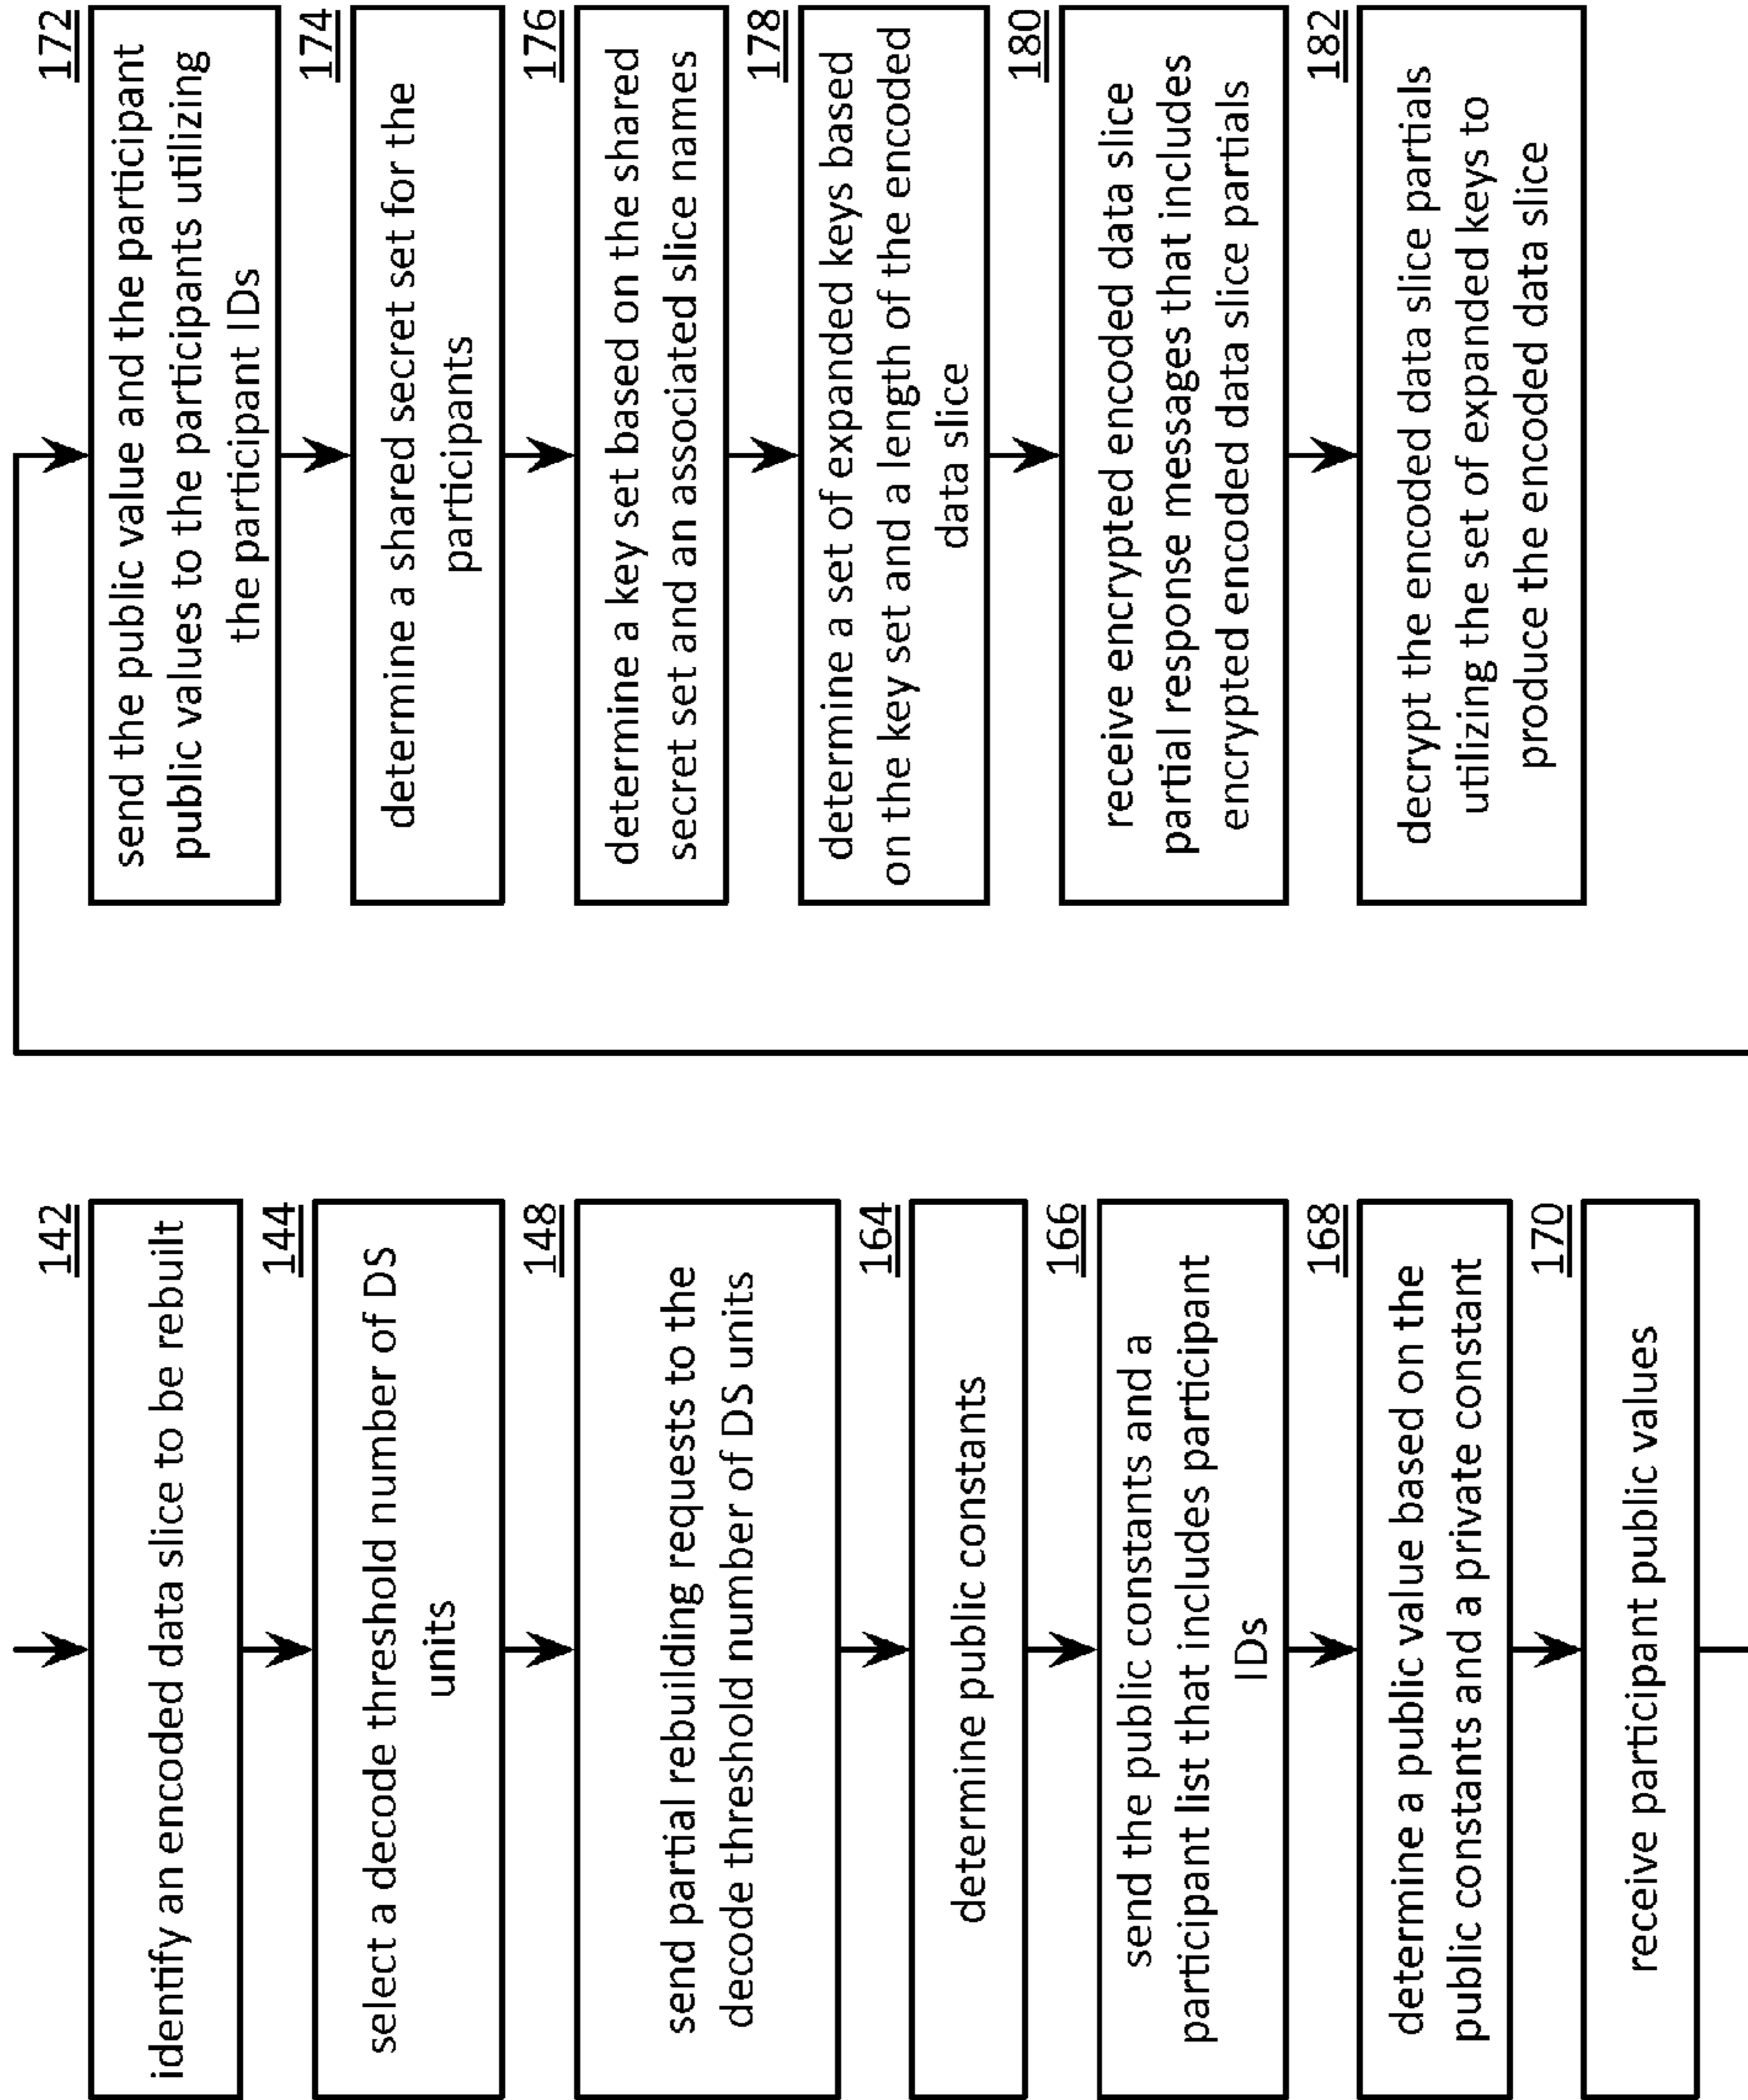 142
identify an encoded data slice to be rebuilt
144
select a decode threshold number of DS
units
148
send partial rebuilding requests to the
decode threshold number of DS units
164
determine public constants
166
send the public constants and a
participant list that includes participant
IDs
168
determine a public value based on the
public constants and a private constant
170
receive participant public values
172
send the public value and the participant
public values to the participants utilizing
the participant IDs
174
determine a shared secret set for the
participants
176
determine a key set based on the shared
secret set and an associated slice names
178
determine a set of expanded keys based
on the key set and a length of the encoded
data slice
180
receive encrypted encoded data slice
partial response messages that includes
encrypted encoded data slice partials
182
decrypt the encoded data slice partials
utilizing the set of expanded keys to
produce the encoded data slice